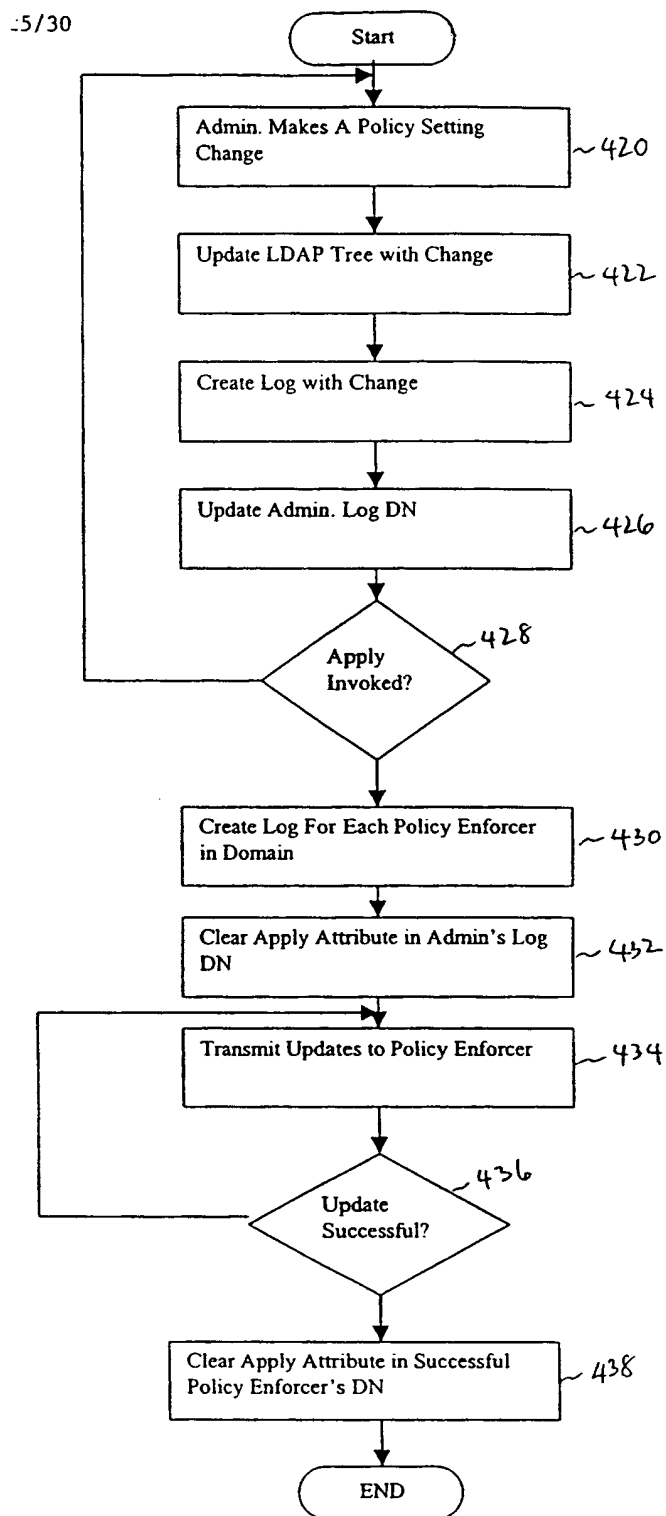 :5/30
Start
Admin. Makes A Policy Setting
Change
~420
Update LDAP Tree with Change
~422
Create Log with Change
~424
Update Admin. Log DN
~426
Apply
Invoked?
~428
Create Log For Each Policy Enforcer
in Domain
~430
Clear Apply Attribute in Admin's Log
DN
~432
Transmit Updates to Policy Enforcer
~434
Update
Successful?
~436
Clear Apply Attribute in Successful
Policy Enforcer's DN
~438
END